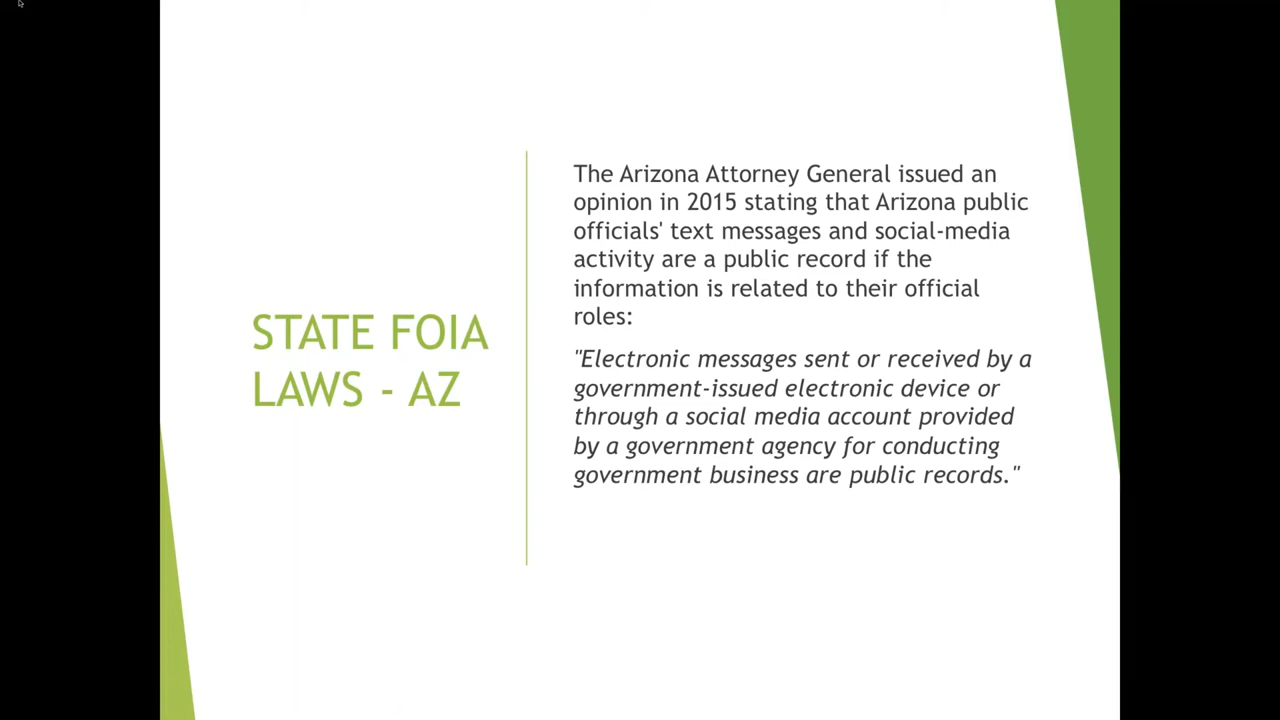 STATE FOIA
LAWS - AZ
The Arizona Attorney General issued an
opinion in 2015 stating that Arizona public
officials' text messages and social-media
activity are a public record if the
information is related to their official
roles:
"Electronic messages sent or received by a
government-issued electronic device or
through a social media account provided
by a government agency for conducting
government business are public records."